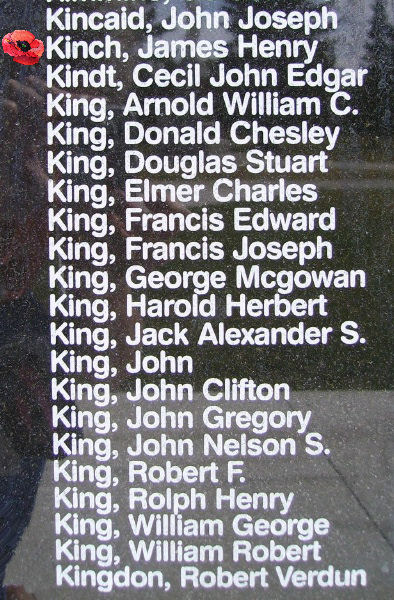 Kincaid, John Joseph
Kinch, James Henry
Kindt, Cecil John Edgar
King, Arnold William C.
King, Donald Chesley
King, Douglas Stuart
King, Elmer Charles
King, Francis Edward
King, Francis Joseph
King, George Mcgowan
King, Harold Herbert
King, Jack Alexander S.
King, John
King, John Clifton
King, John Gregory
King, John Nelson S.
King, Robert F.
King, Rolph Henry
King, William George
King, William Robert
Kingdon, Robert Verdun